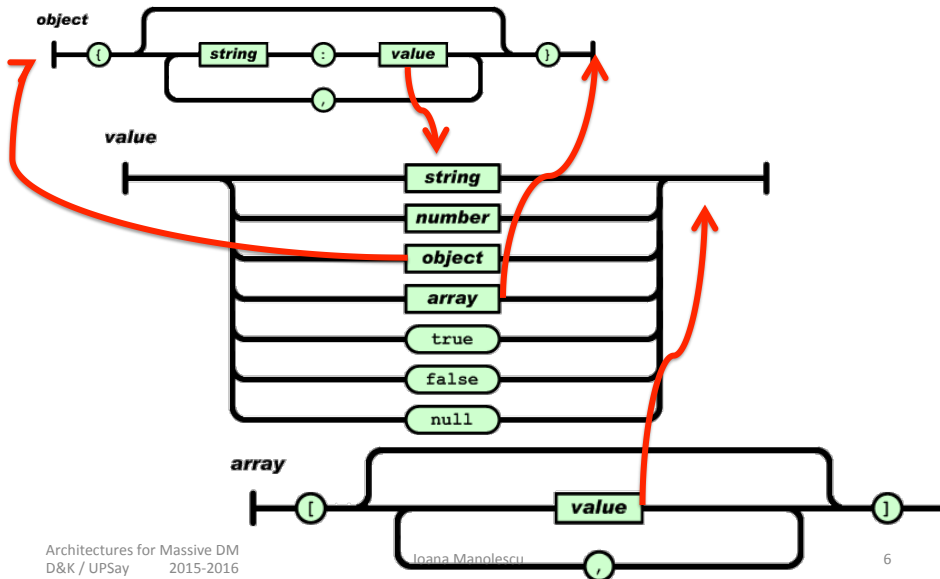 object
{ string : value }
,
value
string
number
object
array
true
false
null
array
[ value ]
,
Architectures for Massive DM
D&K / UPSay 2015-2016
Ioana Manolescu
6